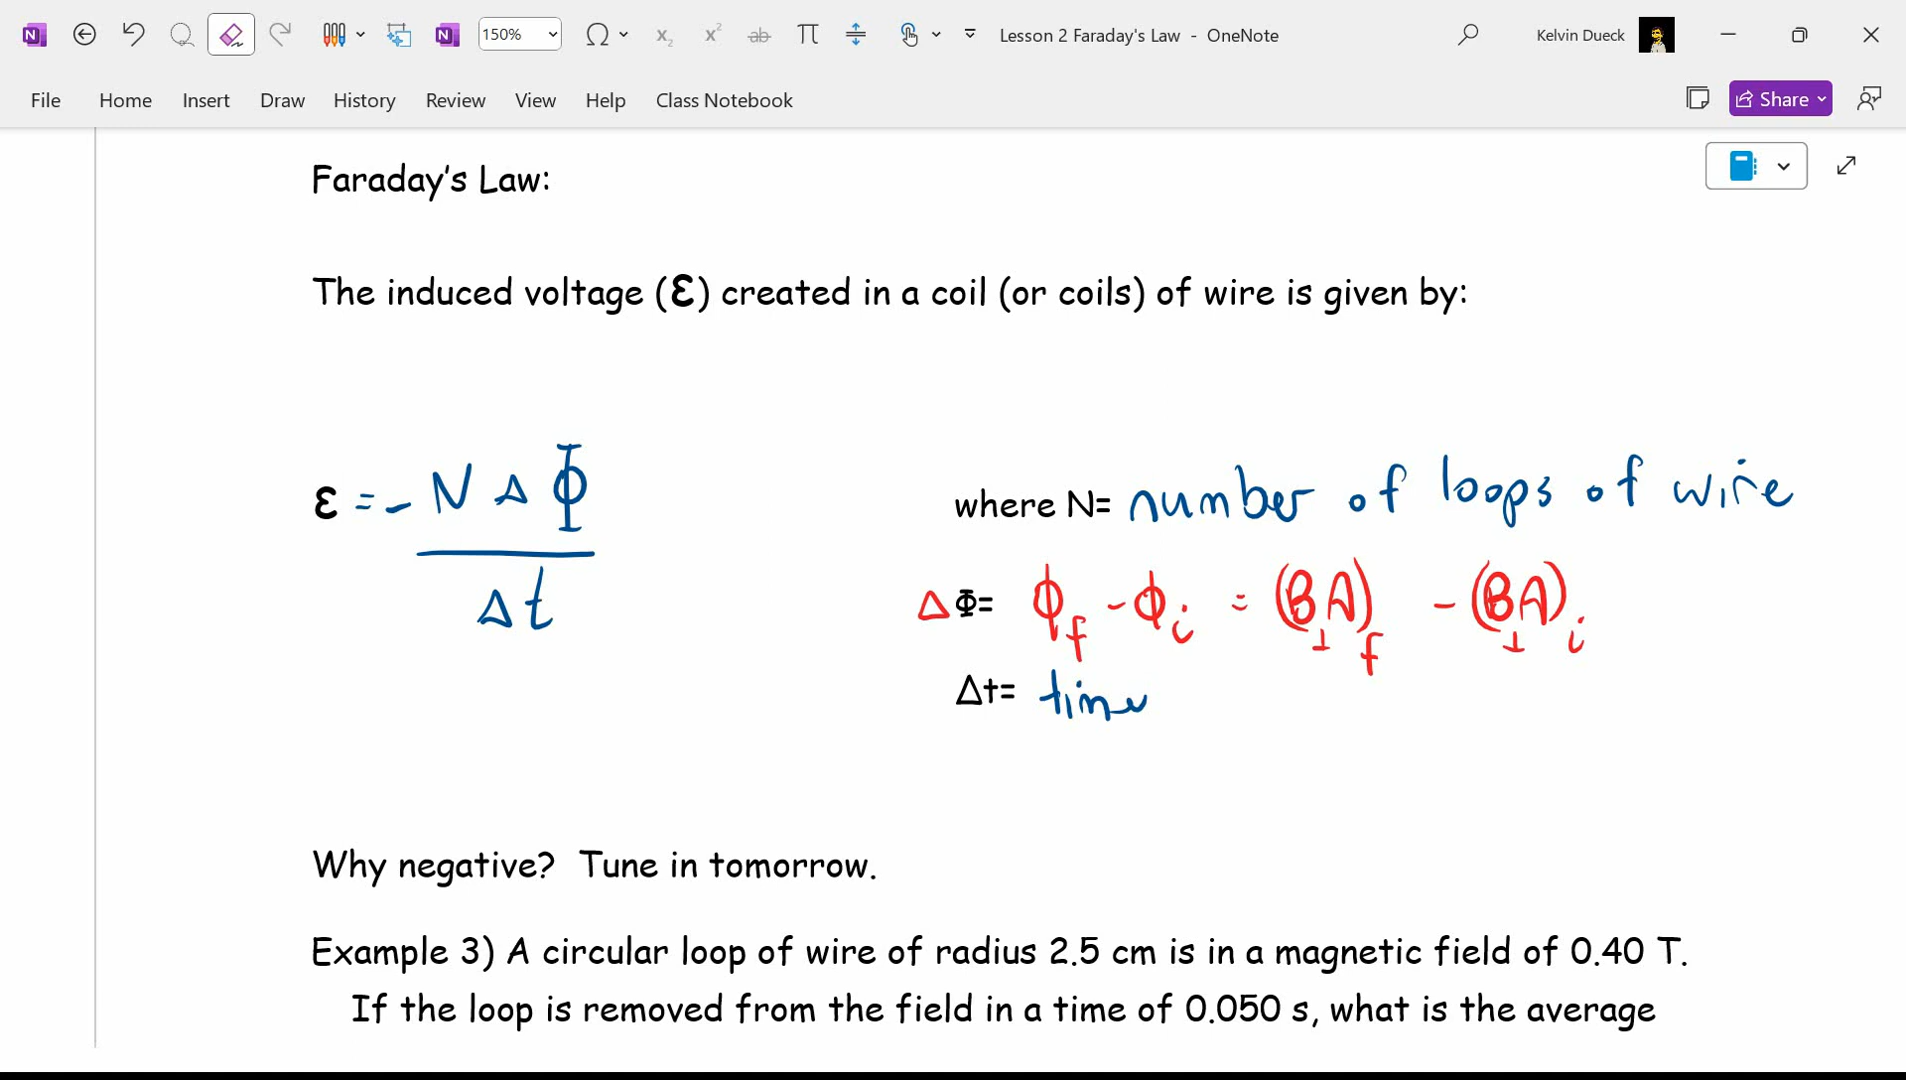 150% Ω x₂ x² ab π Lesson 2 Faraday's Law - OneNote Kelvin Dueck
File Home Insert Draw History Review View Help Class Notebook Share
Faraday's Law:
The induced voltage (Ɛ) created in a coil (or coils) of wire is given by:
Ɛ = - N Δ Φ
Δt
where N= number of loops of wire
ΔΦ= Φf - Φi = (B⊥A)f - (B⊥A)i
Δt= time
Why negative? Tune in tomorrow.
Example 3) A circular loop of wire of radius 2.5 cm is in a magnetic field of 0.40 T.
If the loop is removed from the field in a time of 0.050 s, what is the average